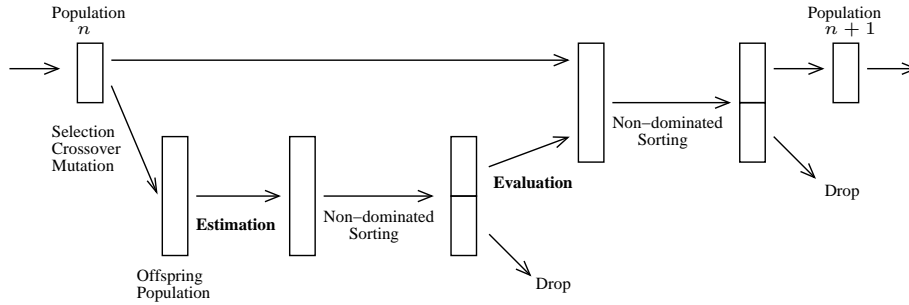 Population
n
Population
n + 1
Selection
Crossover
Mutation
Non−dominated
Sorting
Evaluation
Drop
Estimation
Non−dominated
Sorting
Offspring
Population
Drop